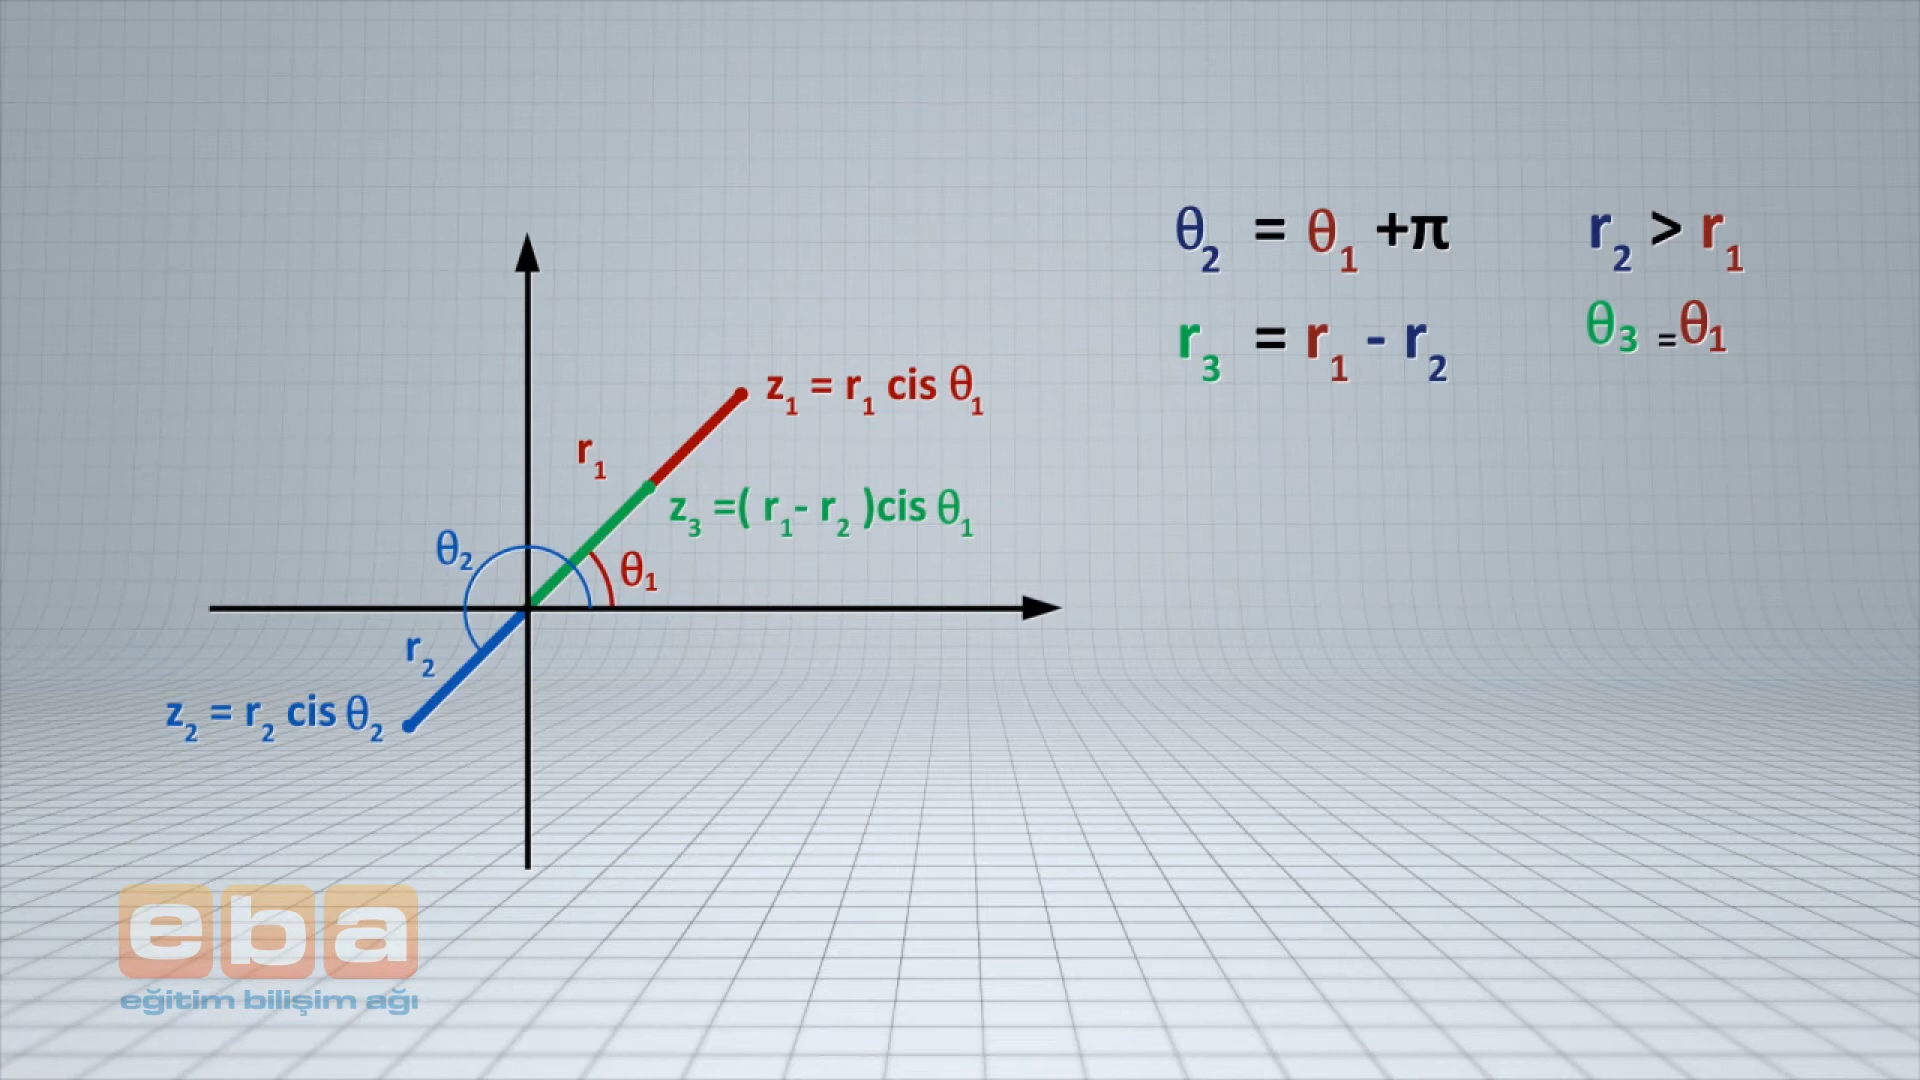 θ₂ = θ₁ +π
r₂ > r₁
r₃ = r₁ - r₂
θ₃ = θ₁
z₁ = r₁ cis θ₁
r₁
z₃ =( r₁- r₂ )cis θ₁
θ₂
θ₁
r₂
z₂ = r₂ cis θ₂
eba
eğitim bilişim ağı